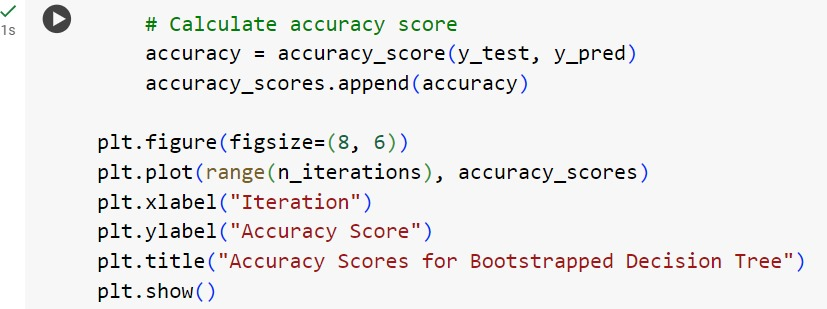 1s
# Calculate accuracy score
accuracy = accuracy_score(y_test, y_pred)
accuracy_scores.append(accuracy)
plt.figure(figsize=(8, 6))
plt.plot(range(n_iterations), accuracy_scores)
plt.xlabel("Iteration")
plt.ylabel("Accuracy Score")
plt.title("Accuracy Scores for Bootstrapped Decision Tree")
plt.show()